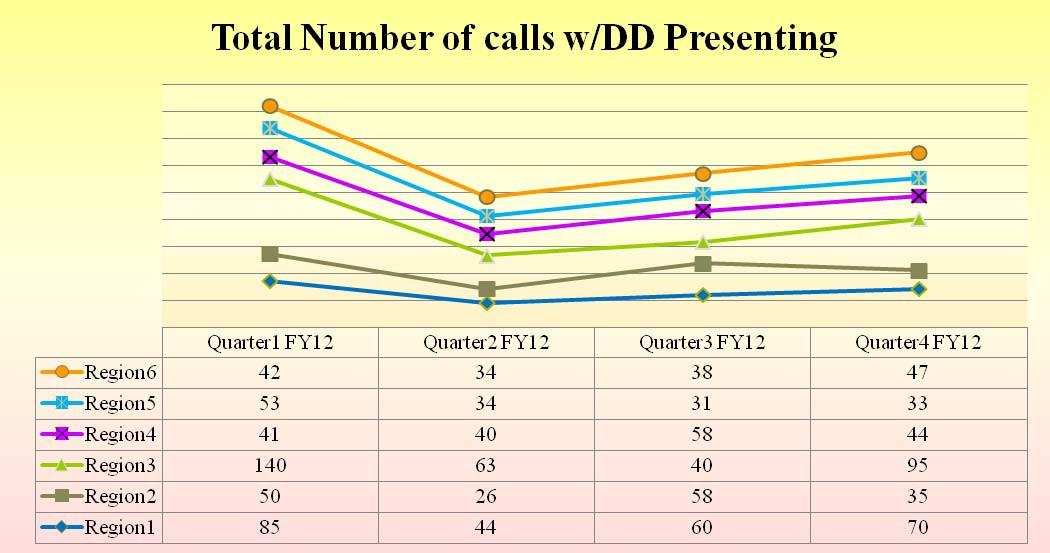 Total Number of calls w/DD Presenting
Quarter1 FY12 Quarter2 FY12 Quarter3 FY12 Quarter4 FY12
Region6 42 34 38 47
Region5 53 34 31 33
Region4 41 40 58 44
Region3 140 63 40 95
Region2 50 26 58 35
Region1 85 44 60 70